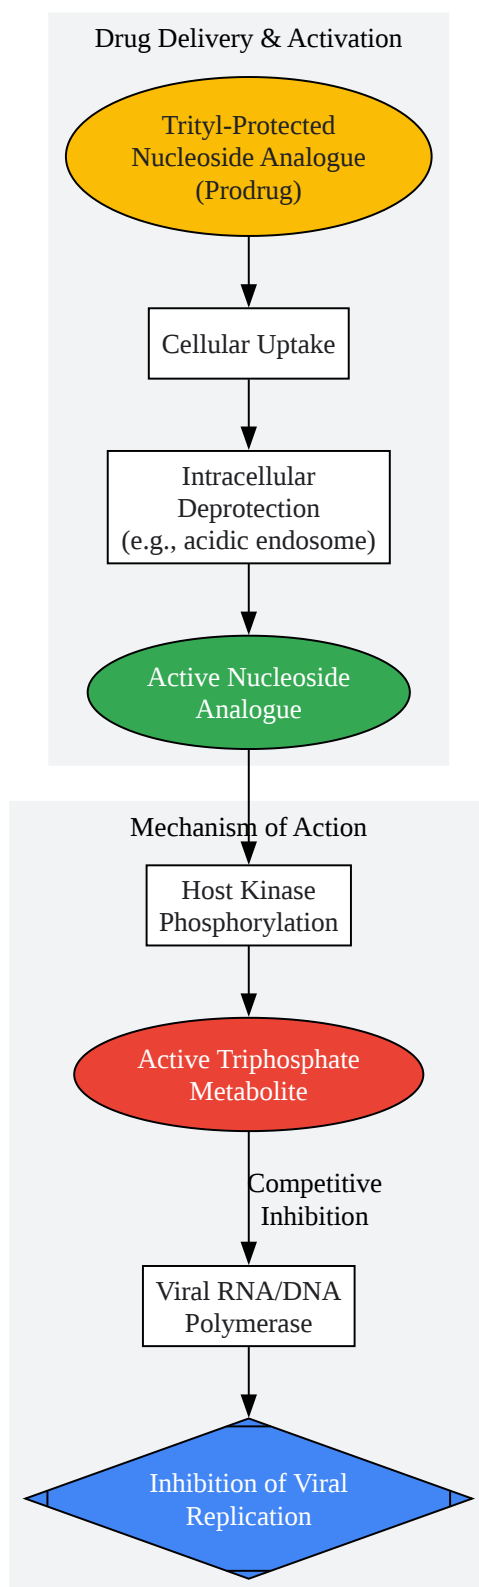 Drug Delivery & Activation
Trityl-Protected
Nucleoside Analogue
(Prodrug)
Cellular Uptake
Intracellular
Deprotection
(e.g., acidic endosome)
Active Nucleoside
Analogue
Mechanism of Action
Host Kinase
Phosphorylation
Active Triphosphate
Metabolite
Competitive
Inhibition
Viral RNA/DNA
Polymerase
Inhibition of Viral
Replication